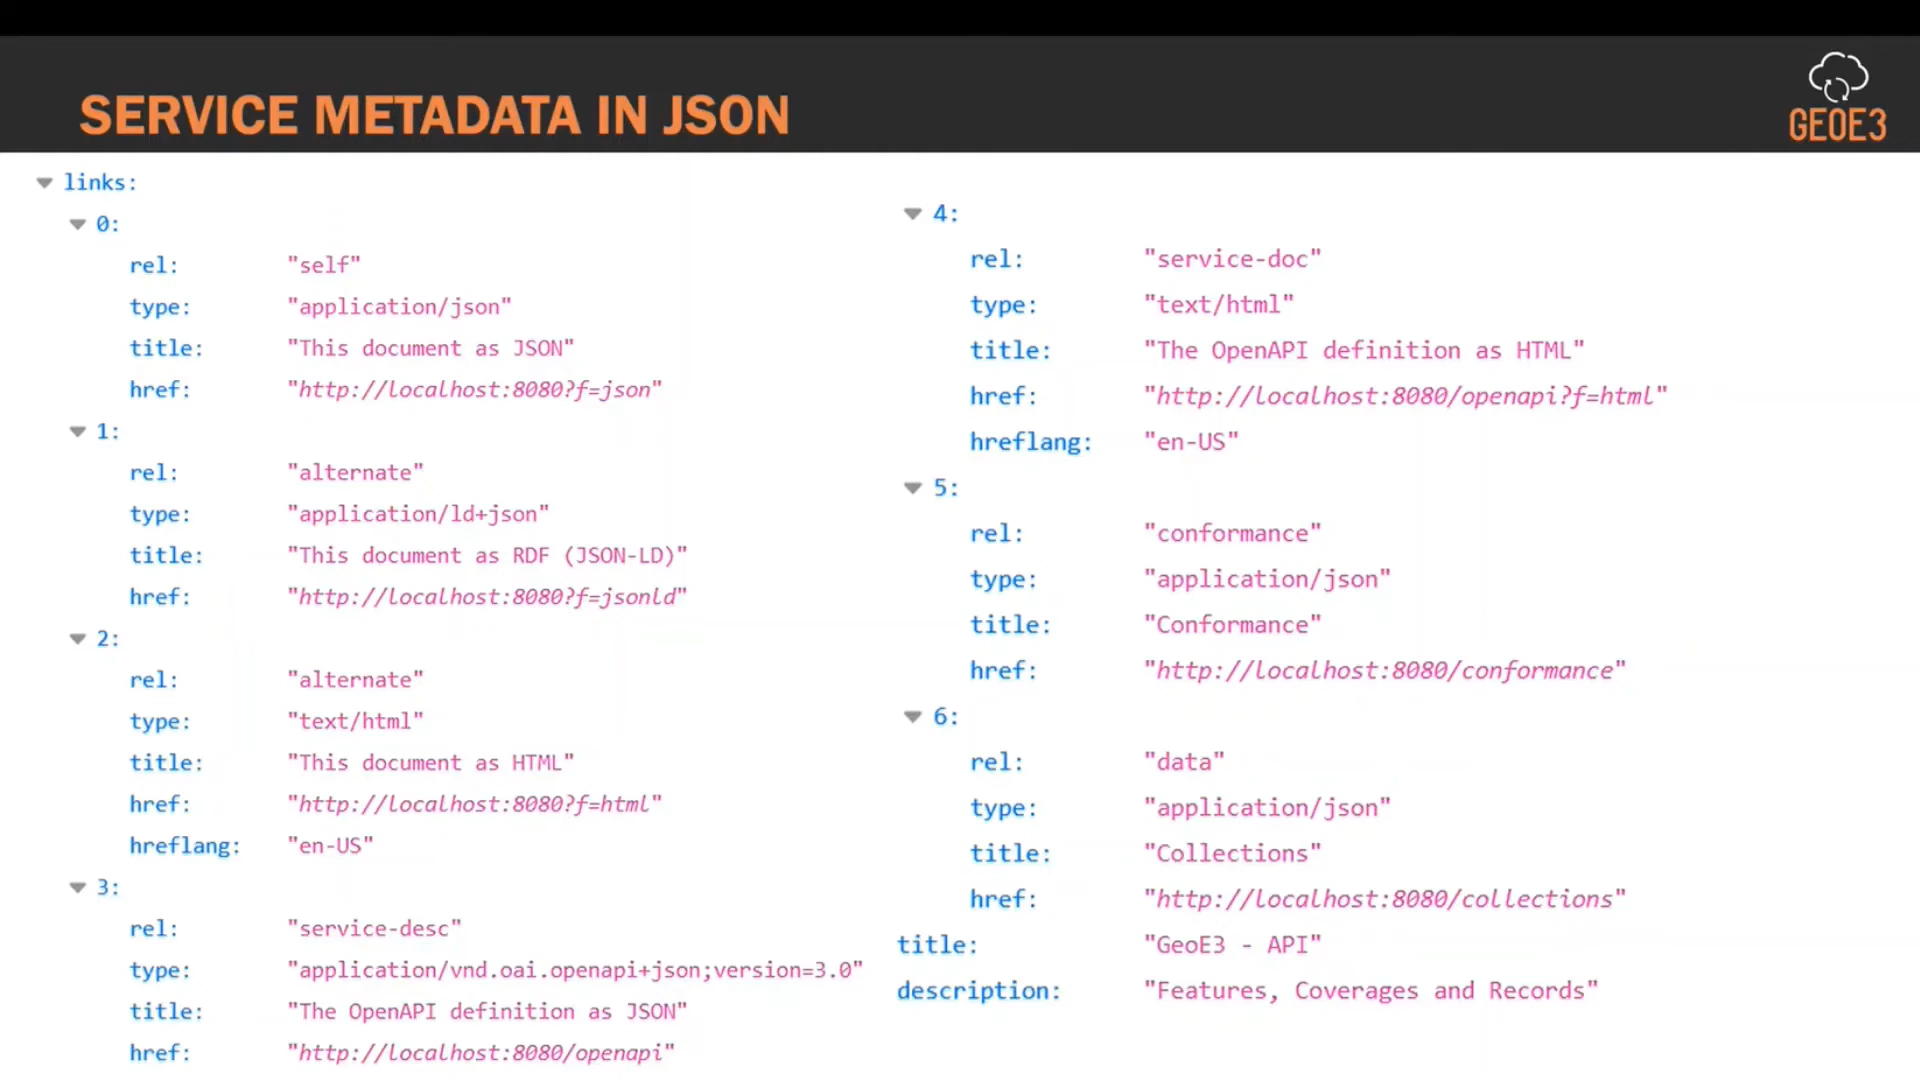 SERVICE METADATA IN JSON
GEOE3
links:
0:
rel: "self"
type: "application/json"
title: "This document as JSON"
href: "http://localhost:8080?f=json"
1:
rel: "alternate"
type: "application/ld+json"
title: "This document as RDF (JSON-LD)"
href: "http://localhost:8080?f=jsonld"
2:
rel: "alternate"
type: "text/html"
title: "This document as HTML"
href: "http://localhost:8080?f=html"
hreflang: "en-US"
3:
rel: "service-desc"
type: "application/vnd.oai.openapi+json;version=3.0"
title: "The OpenAPI definition as JSON"
href: "http://localhost:8080/openapi"
4:
rel: "service-doc"
type: "text/html"
title: "The OpenAPI definition as HTML"
href: "http://localhost:8080/openapi?f=html"
hreflang: "en-US"
5:
rel: "conformance"
type: "application/json"
title: "Conformance"
href: "http://localhost:8080/conformance"
6:
rel: "data"
type: "application/json"
title: "Collections"
href: "http://localhost:8080/collections"
title: "GeoE3 - API"
description: "Features, Coverages and Records"